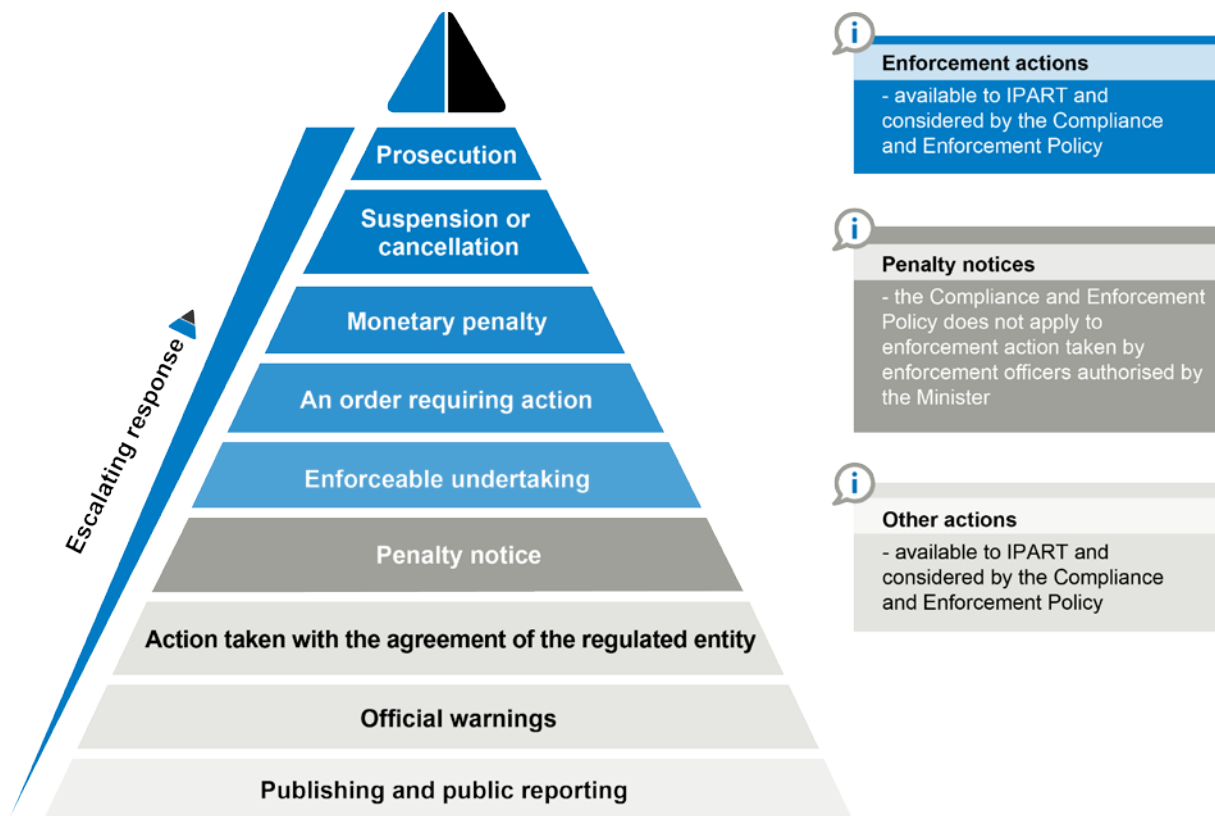 Prosecution
Suspension or
cancellation
Monetary penalty
An order requiring action
Enforceable undertaking
Penalty notice
Action taken with the agreement of the regulated entity
Official warnings
Publishing and public reporting
Escalating response
i
Enforcement actions
- available to IPART and
considered by the Compliance
and Enforcement Policy
i
Penalty notices
- the Compliance and Enforcement
Policy does not apply to
enforcement action taken by
enforcement officers authorised by
the Minister
i
Other actions
- available to IPART and
considered by the Compliance
and Enforcement Policy